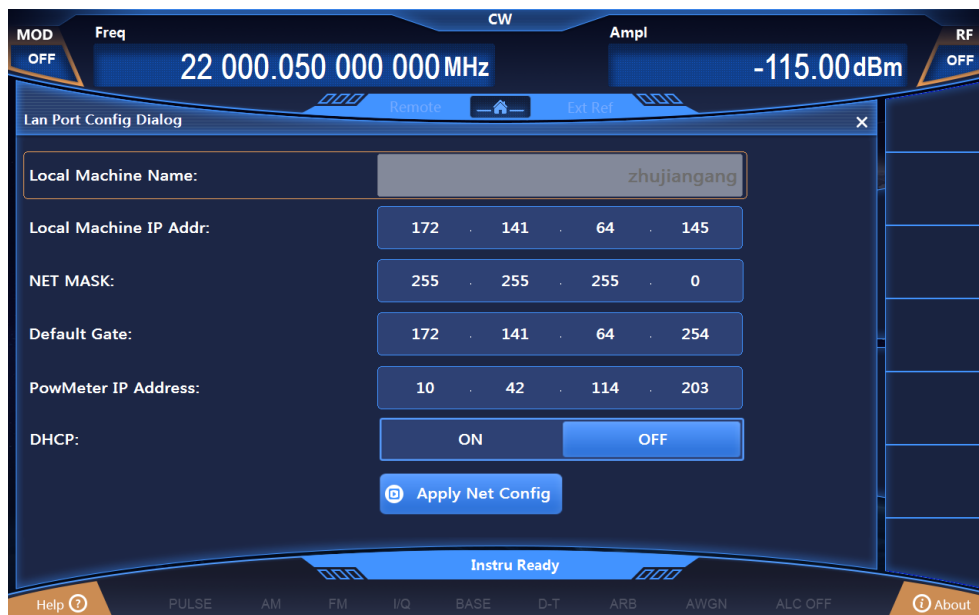 CW
MOD Freq Ampl RF
OFF 22 000.050 000 000 MHz -115.00 dBm OFF
Remote Ext Ref
Lan Port Config Dialog ×
Local Machine Name: zhujiangang
Local Machine IP Addr: 172 . 141 . 64 . 145
NET MASK: 255 . 255 . 255 . 0
Default Gate: 172 . 141 . 64 . 254
PowMeter IP Address: 10 . 42 . 114 . 203
DHCP: ON OFF
Apply Net Config
Instru Ready
Help ? PULSE AM FM I/Q BASE D-T ARB AWGN ALC OFF i About